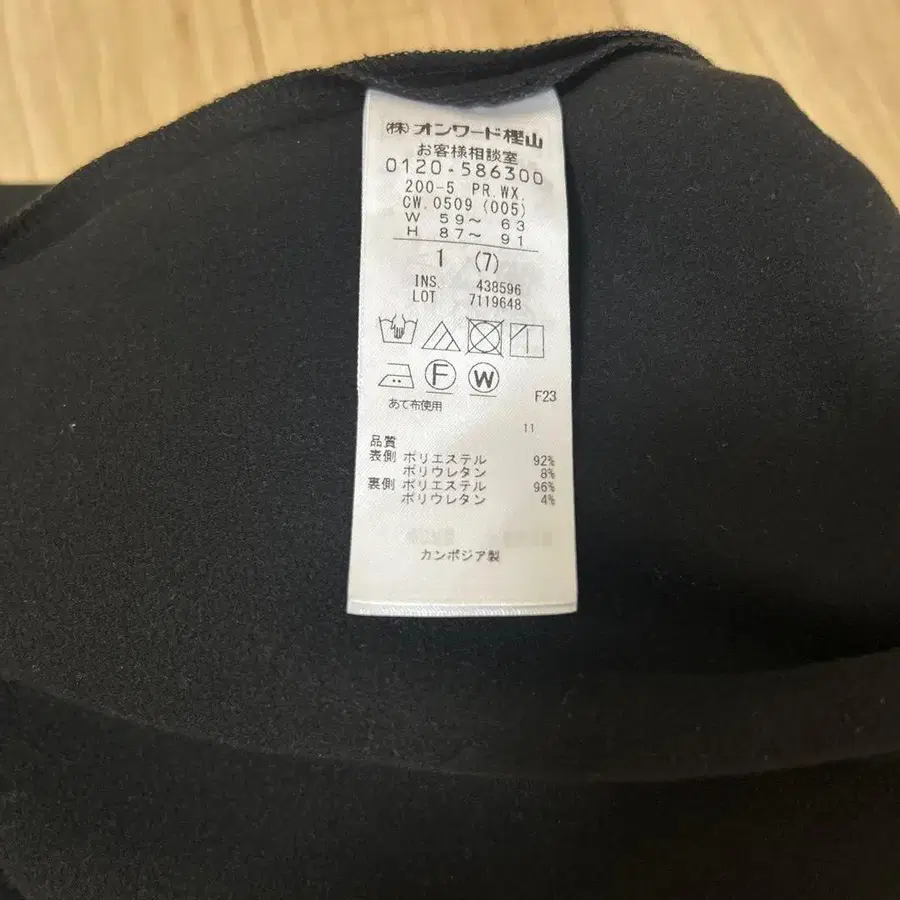 ㈱オンワード樫山
お客様相談室
0120-586300
200-5 PR.WX.
CW.0509 (005)
W 59～ 63
H 87～ 91
1 (7)
INS. 438596
LOT 7119648
F W
あて布使用 F23
11
品質
表側 ポリエステル 92%
ポリウレタン 8%
裏側 ポリエステル 96%
ポリウレタン 4%
カンボジア製